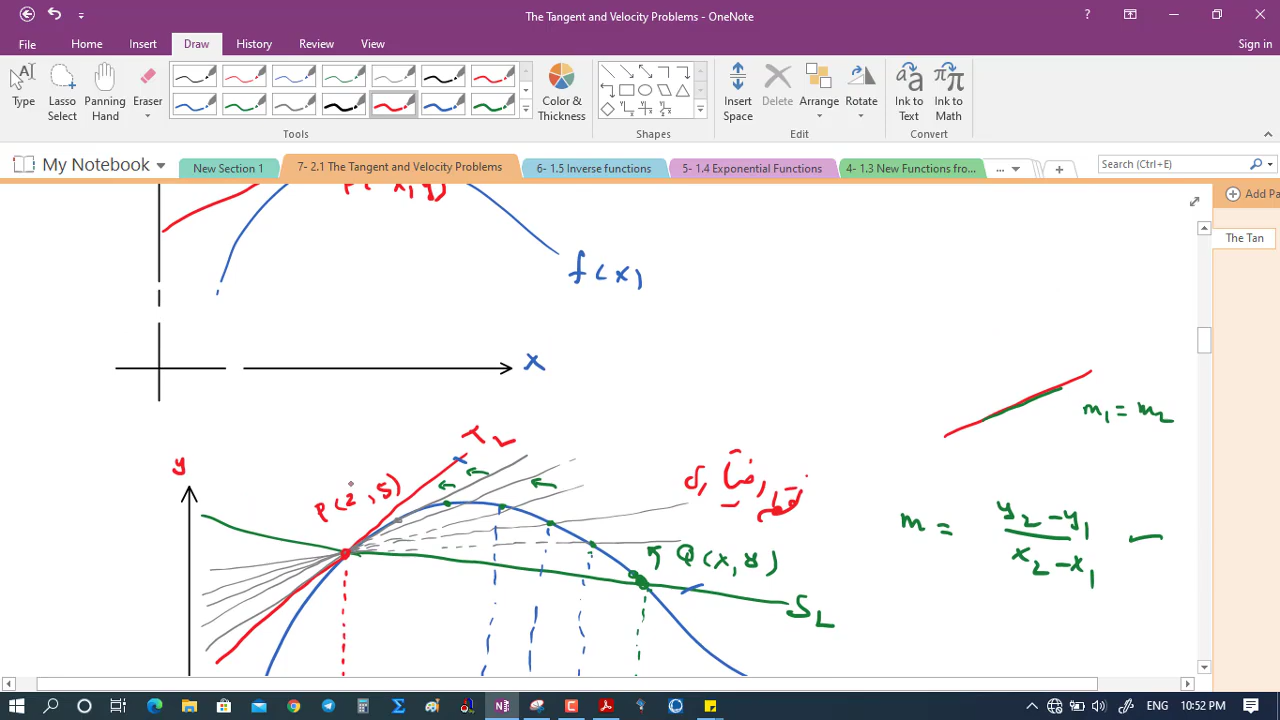 The Tangent and Velocity Problems - OneNote
File Home Insert Draw History Review View Sign in
Type Lasso Select Panning Hand Eraser Color & Thickness Insert Space Delete Arrange Rotate Ink to Text Ink to Math
Tools Shapes Edit Convert
My Notebook New Section 1 7- 2.1 The Tangent and Velocity Problems 6- 1.5 Inverse functions 5- 1.4 Exponential Functions 4- 1.3 New Functions fro... Search (Ctrl+E)
Add Pa
The Tan
P( x, y)
f(x)
x
m1 = m2
y
P(2, 5)
m = y2-y1
x2-x1
Q(x, y)
SL
10:52 PM